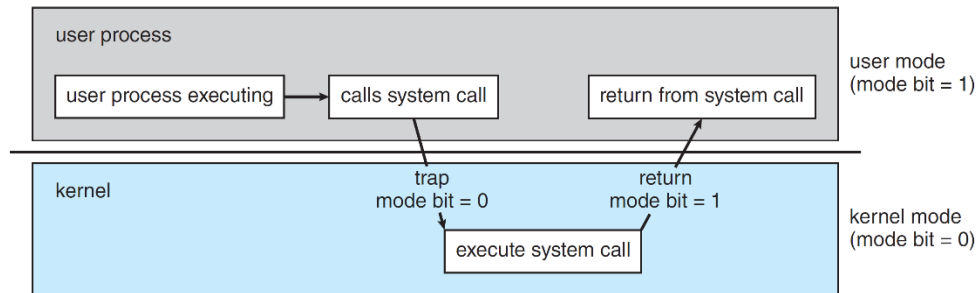 user process
user process executing
calls system call
return from system call
user mode
(mode bit = 1)
kernel
trap
mode bit = 0
return
mode bit = 1
execute system call
kernel mode
(mode bit = 0)